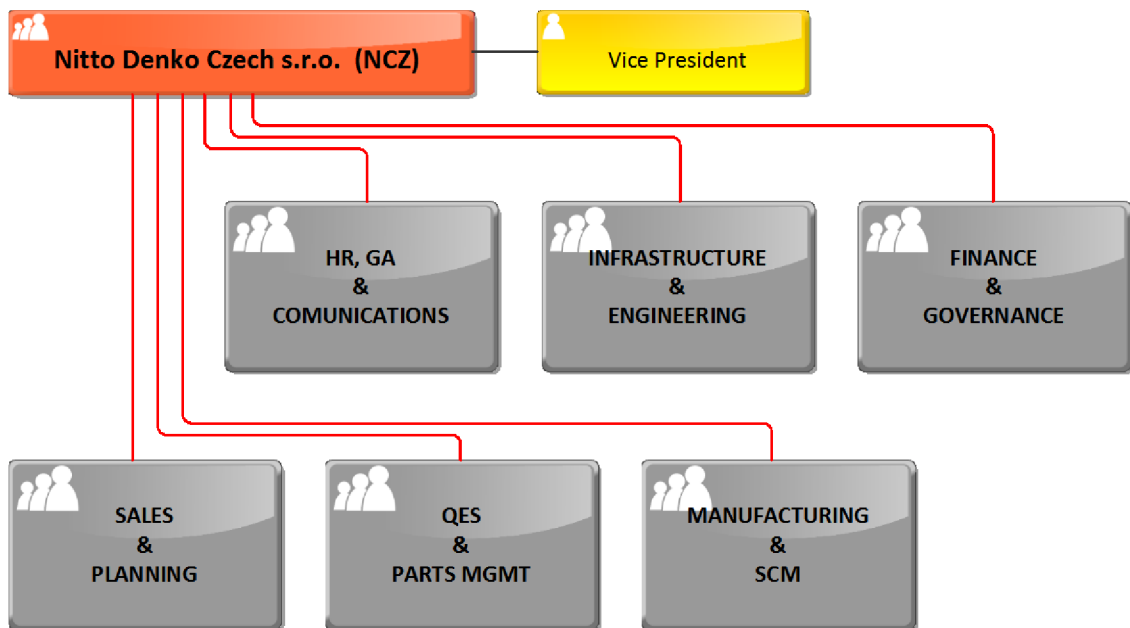 Nitto Denko Czech s.r.o.  (NCZ)
Vice President
HR, GA
&
COMUNICATIONS
INFRASTRUCTURE
&
ENGINEERING
FINANCE
&
GOVERNANCE
SALES
&
PLANNING
QES
&
PARTS MGMT
MANUFACTURING
&
SCM